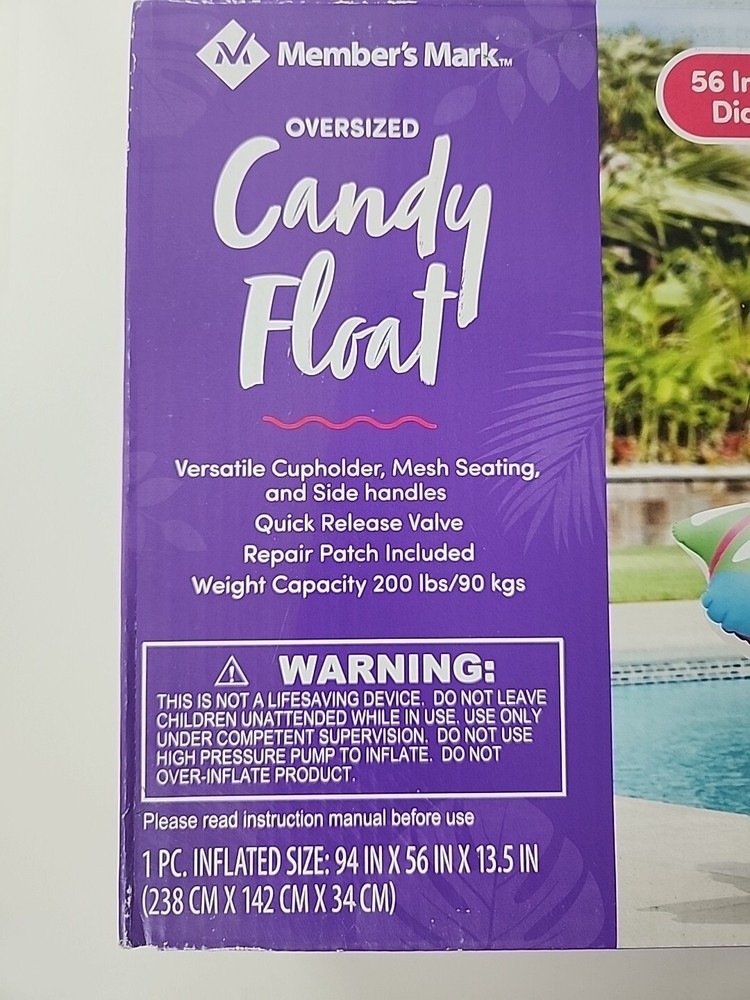 Member's Mark™
OVERSIZED
Candy
Float
Versatile Cupholder, Mesh Seating,
and Side handles
Quick Release Valve
Repair Patch Included
Weight Capacity 200 lbs/90 kgs
WARNING:
THIS IS NOT A LIFESAVING DEVICE. DO NOT LEAVE
CHILDREN UNATTENDED WHILE IN USE. USE ONLY
UNDER COMPETENT SUPERVISION. DO NOT USE
HIGH PRESSURE PUMP TO INFLATE. DO NOT
OVER-INFLATE PRODUCT.
Please read instruction manual before use
1 PC. INFLATED SIZE: 94 IN X 56 IN X 13.5 IN
(238 CM X 142 CM X 34 CM)
56